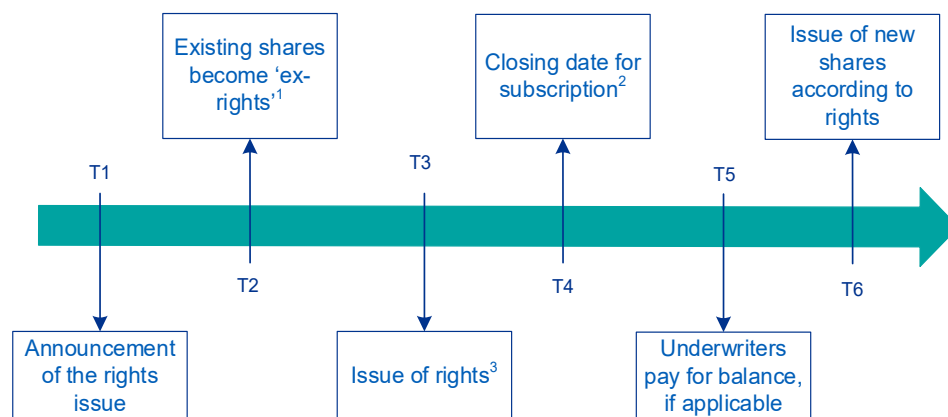 Existing shares
become ‘ex-
rights’1
Closing date for
subscription2
Issue of new
shares
according to
rights
T1
T3
T5
T2
T4
T6
Announcement
of the rights
issue
Issue of rights3
Underwriters
pay for balance,
if applicable